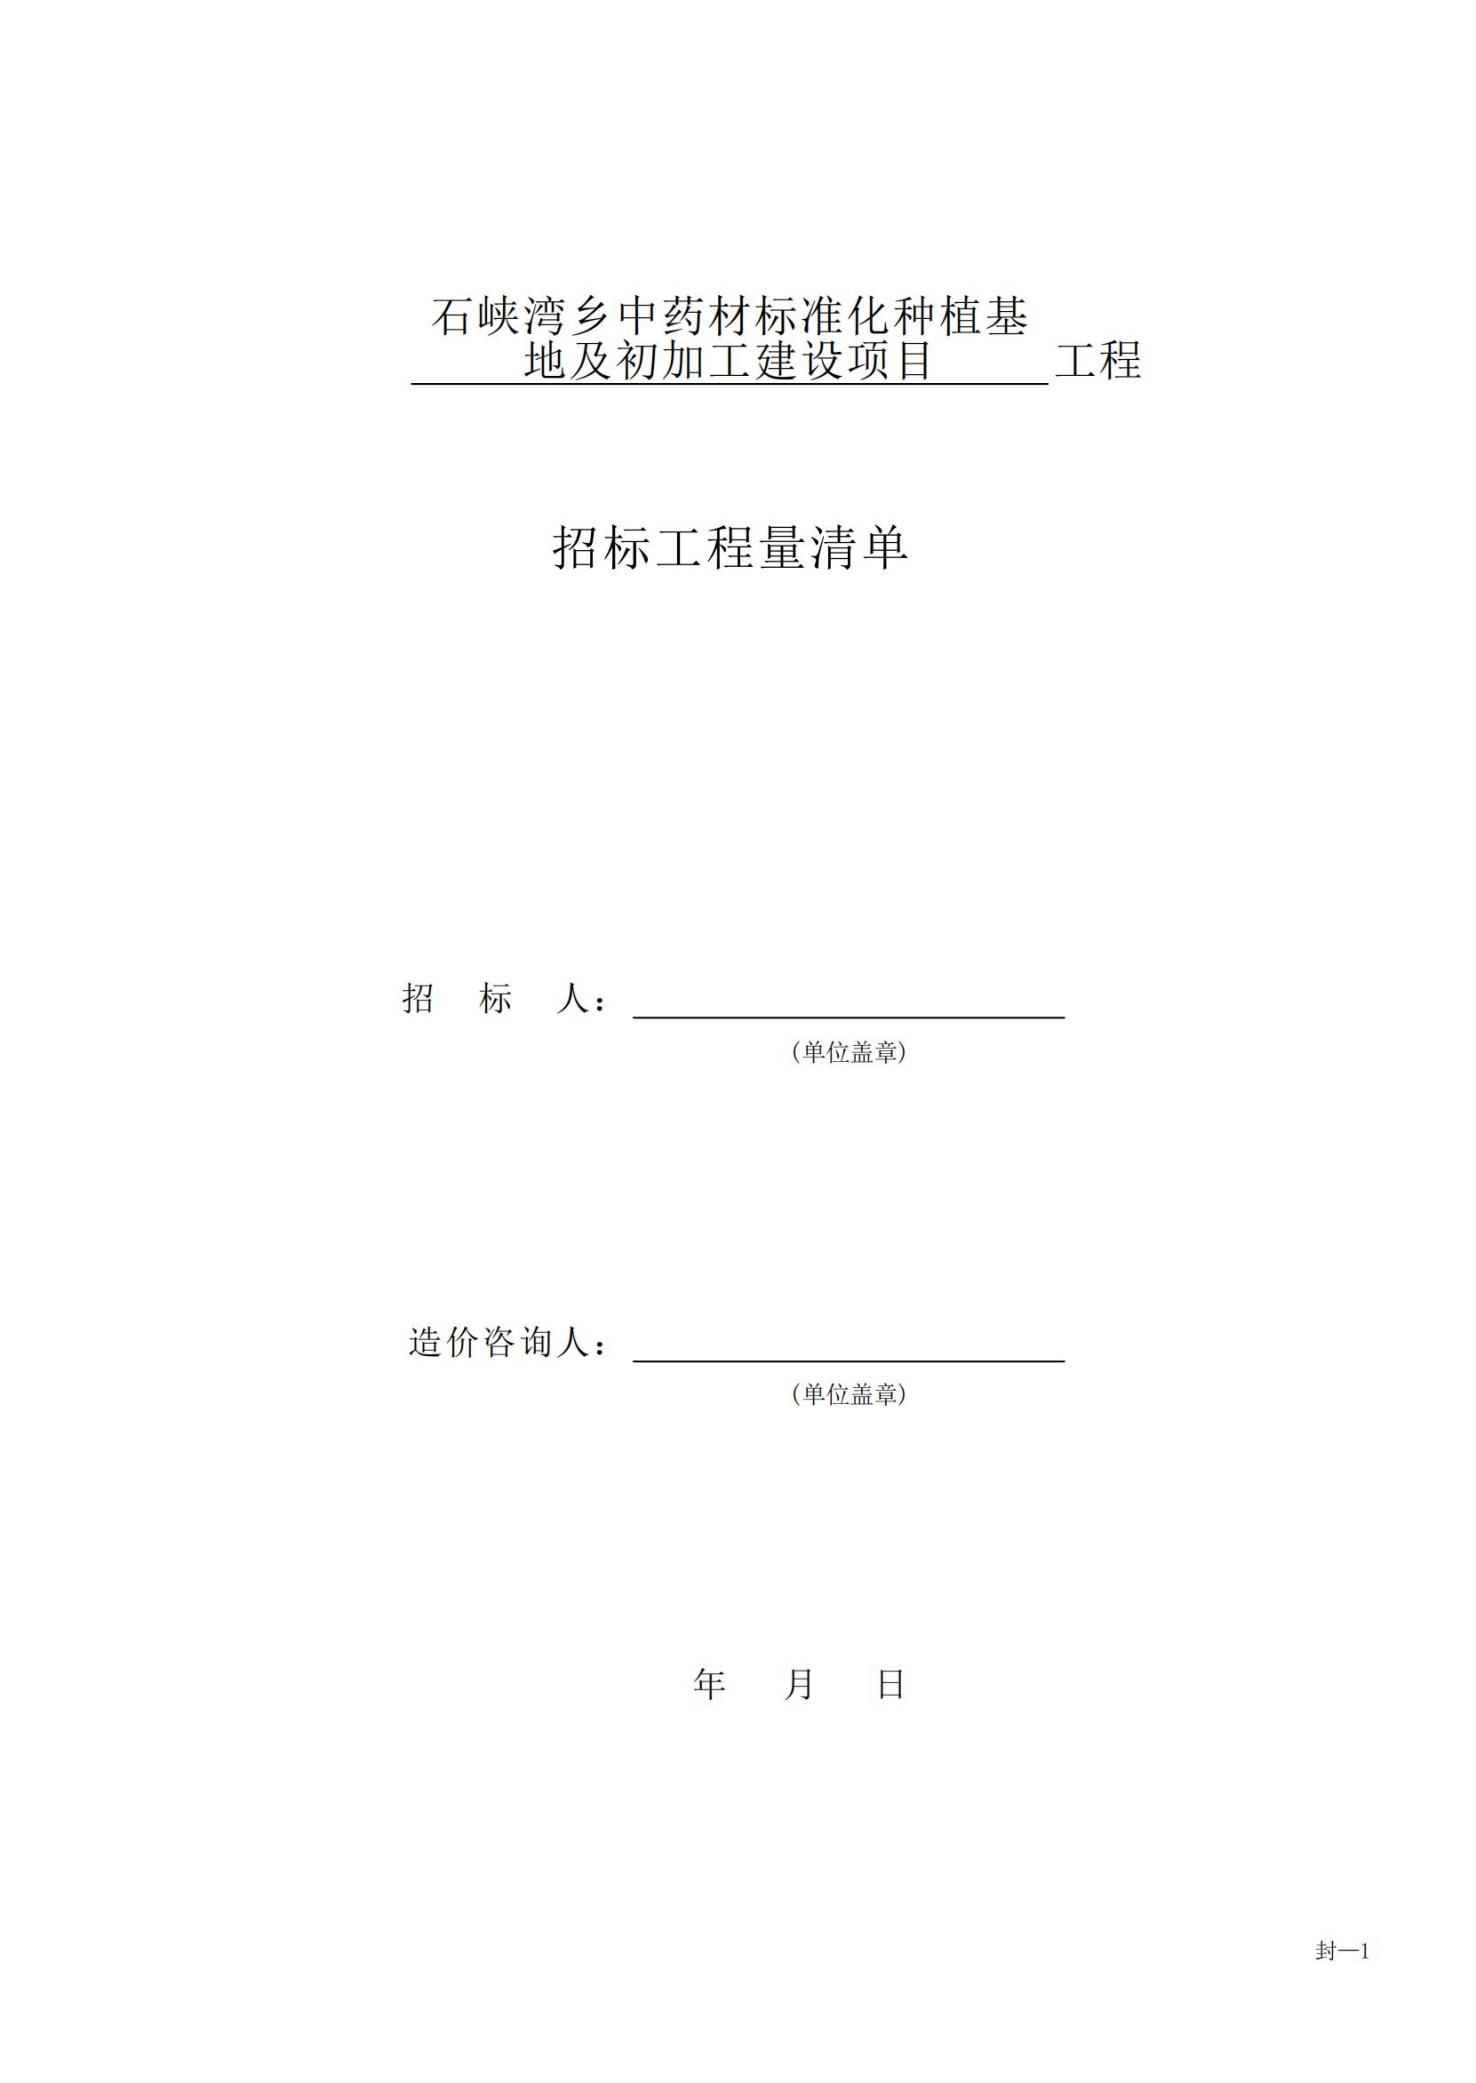 石峡湾乡中药材标准化种植基
地及初加工建设项目 工程
招标工程量清单
招 标 人：
（单位盖章）
造价咨询人：
（单位盖章）
年 月 日
封—1